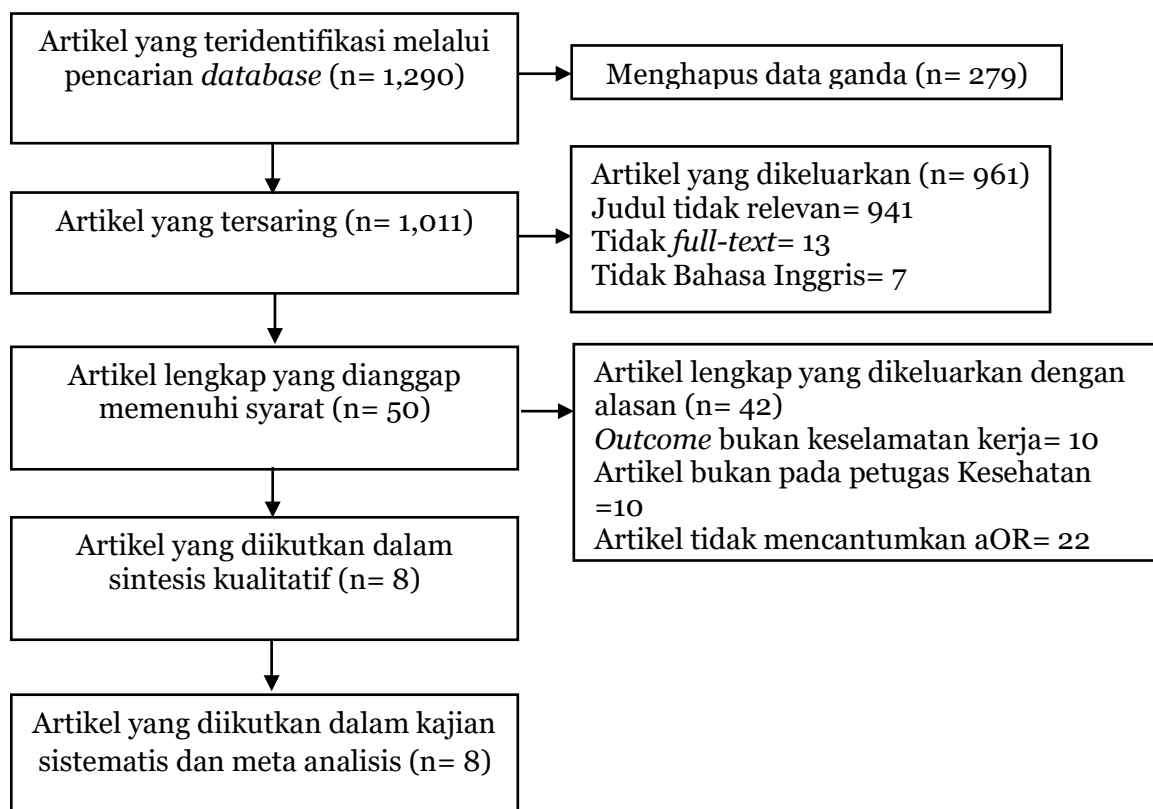 Artikel yang teridentifikasi melalui
pencarian database (n= 1,290)
Menghapus data ganda (n= 279)
Artikel yang tersaring (n= 1,011)
Artikel yang dikeluarkan (n= 961)
Judul tidak relevan= 941
Tidak full-text= 13
Tidak Bahasa Inggris= 7
Artikel lengkap yang dianggap
memenuhi syarat (n= 50)
Artikel lengkap yang dikeluarkan dengan
alasan (n= 42)
Outcome bukan keselamatan kerja= 10
Artikel bukan pada petugas Kesehatan
=10
Artikel tidak mencantumkan aOR= 22
Artikel yang diikutkan dalam
sintesis kualitatif (n= 8)
Artikel yang diikutkan dalam kajian
sistematis dan meta analisis (n= 8)